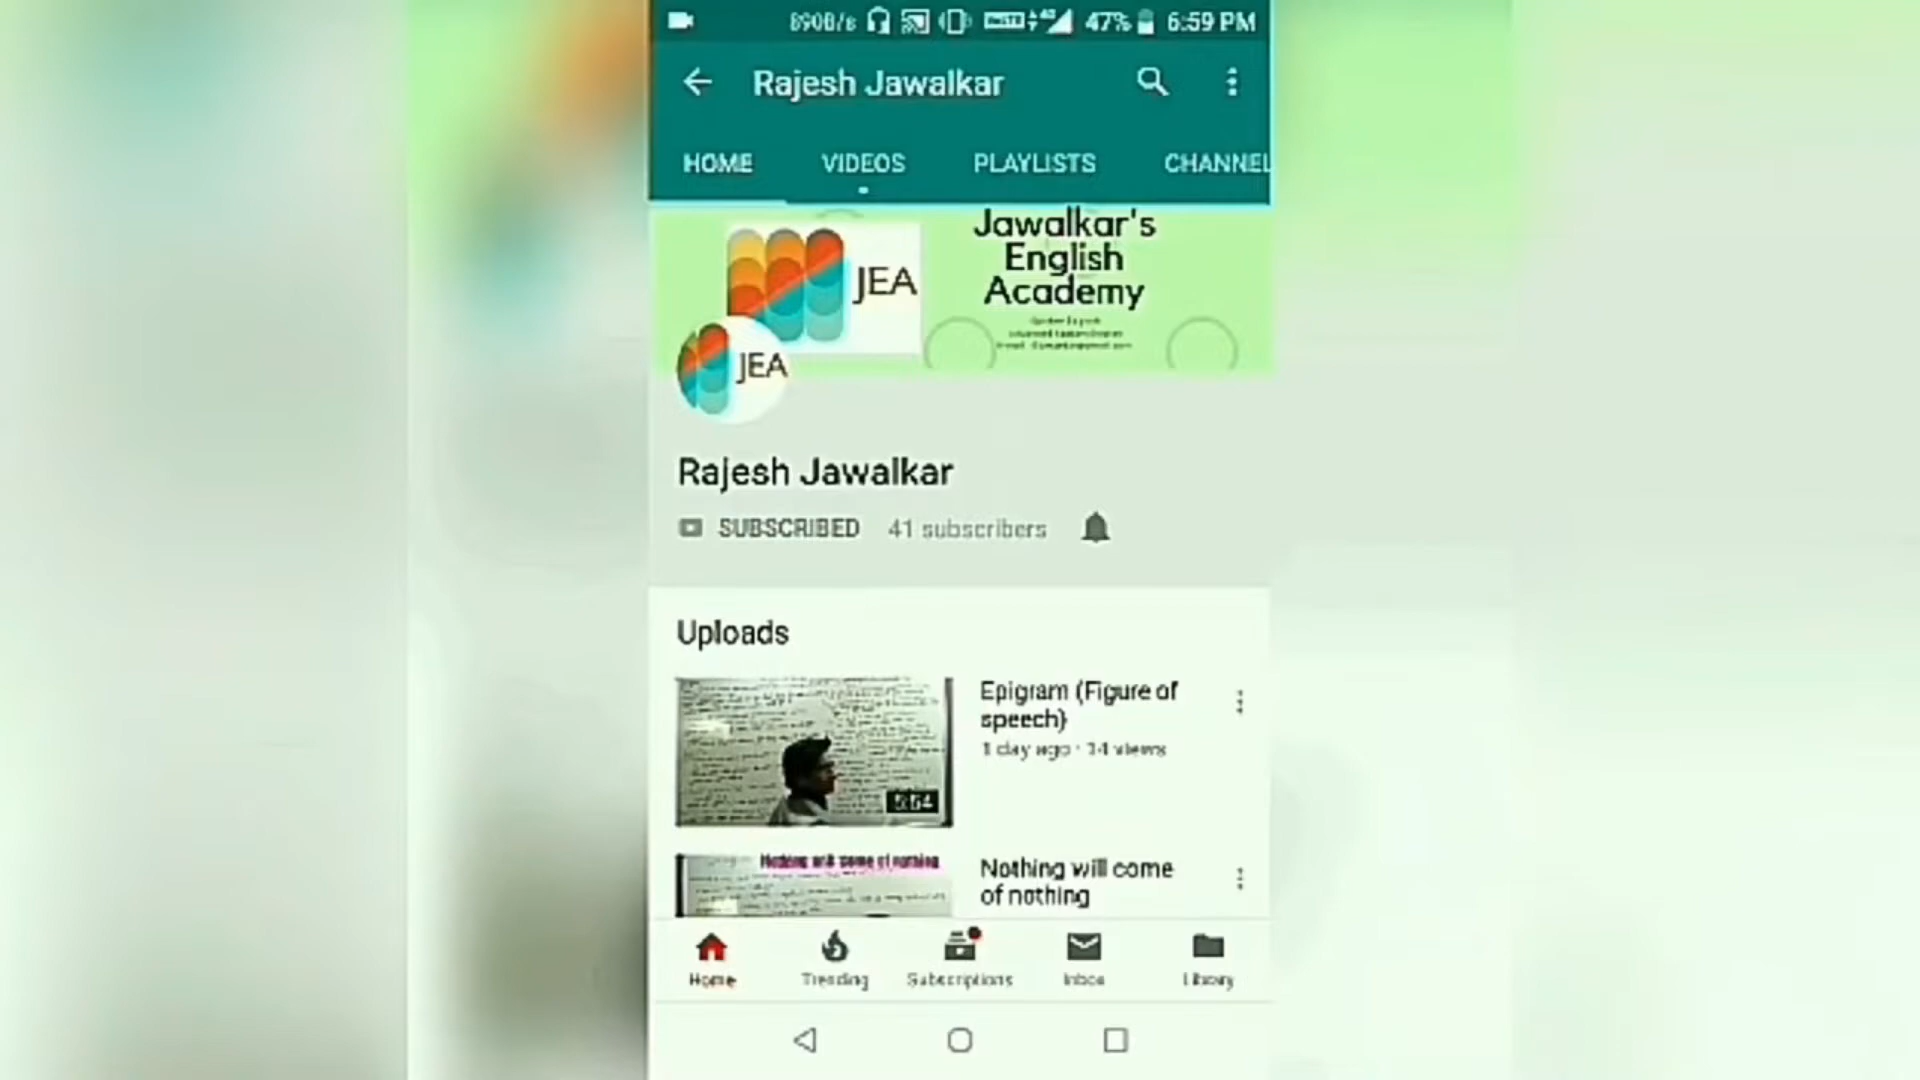 890B/s 47% 6:59 PM
Rajesh Jawalkar
HOME VIDEOS PLAYLISTS CHANNEL
JEA
Jawalkar's
English
Academy
JEA
Rajesh Jawalkar
SUBSCRIBED 41 subscribers
Uploads
Epigram (Figure of
speech)
1 day ago · 14 views
5:54
Nothing will come of nothing
Nothing will come
of nothing
Home Trending Subscriptions Inbox Library